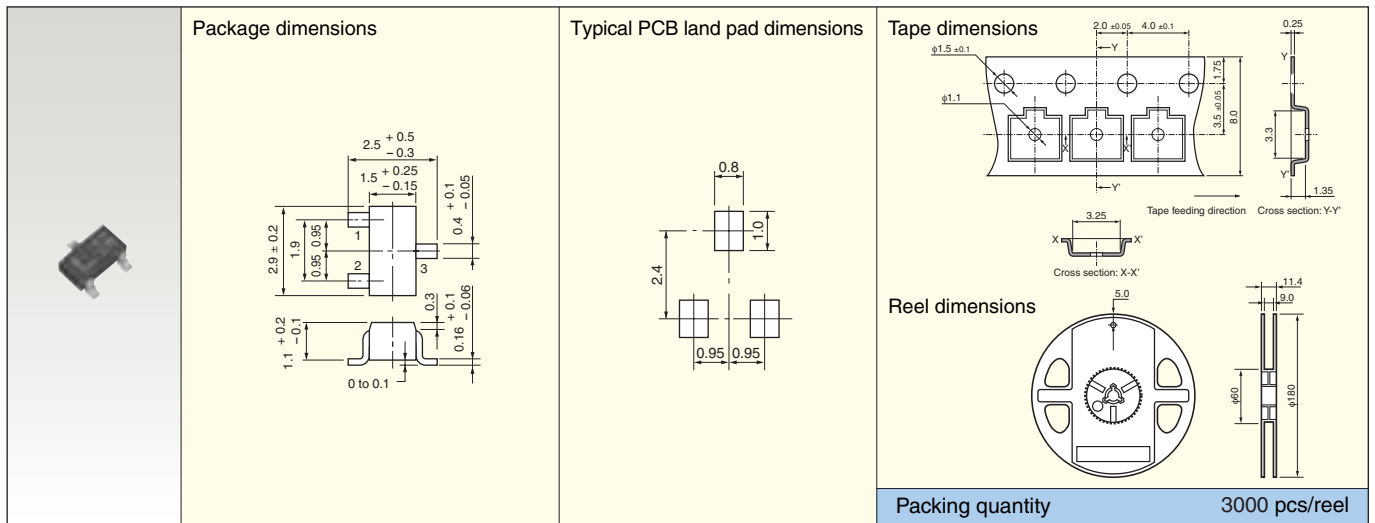 Package dimensions
2.5 + 0.5 − 0.3
1.5 + 0.25 − 0.15
0.4 + 0.1 − 0.05
2.9 ± 0.2
1.9
0.95
0.95
1
2
3
1.1 + 0.2 − 0.1
0.3
0.16 + 0.1 − 0.06
0 to 0.1
Typical PCB land pad dimensions
0.8
1.0
2.4
0.95
0.95
Tape dimensions
2.0 ±0.05
4.0 ±0.1
0.25
φ1.5 ±0.1
Y
Y
1.75
φ1.1
3.5 ±0.05
8.0
3.3
X
X'
Y'
Y'
1.35
Tape feeding direction
Cross section: Y-Y'
3.25
X
X'
Cross section: X-X'
Reel dimensions
5.0
11.4
9.0
φ60
φ180
Packing quantity
3000 pcs/reel